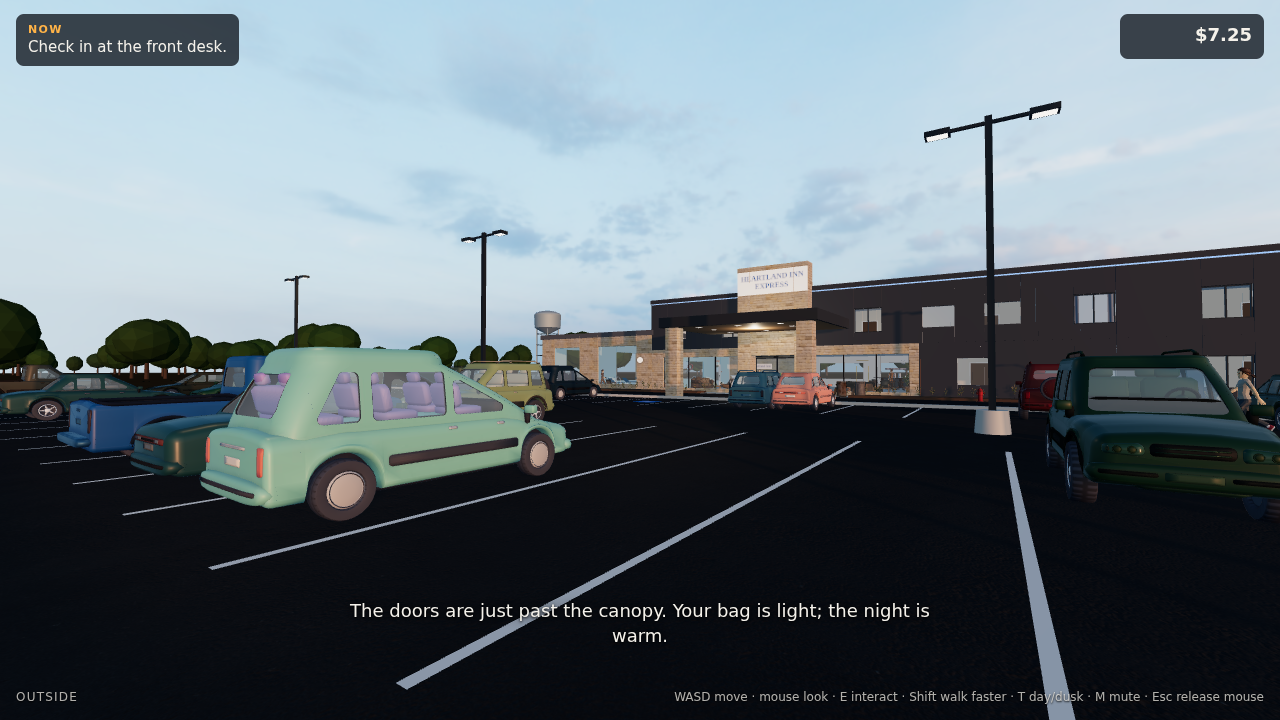 NOW
Check in at the front desk.
$7.25
HEARTLAND INN
EXPRESS
The doors are just past the canopy. Your bag is light; the night is
warm.
OUTSIDE
WASD move · mouse look · E interact · Shift walk faster · T day/dusk · M mute · Esc release mouse